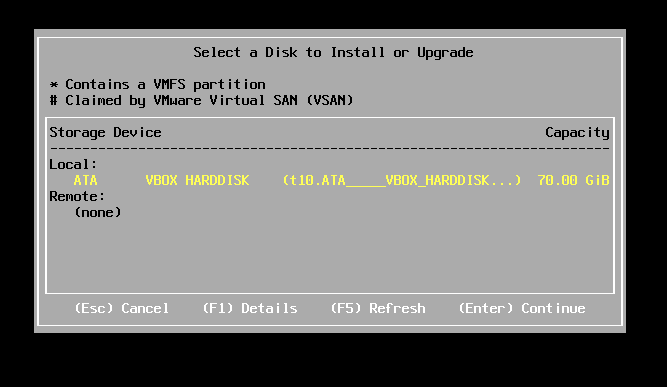 Select a Disk to Install or Upgrade
* Contains a VMFS partition
# Claimed by VMware Virtual SAN (VSAN)
Storage Device Capacity
Local:
ATA VBOX HARDDISK (t10.ATA_____VBOX_HARDDISK...) 70.00 GiB
Remote:
(none)
(Esc) Cancel (F1) Details (F5) Refresh (Enter) Continue